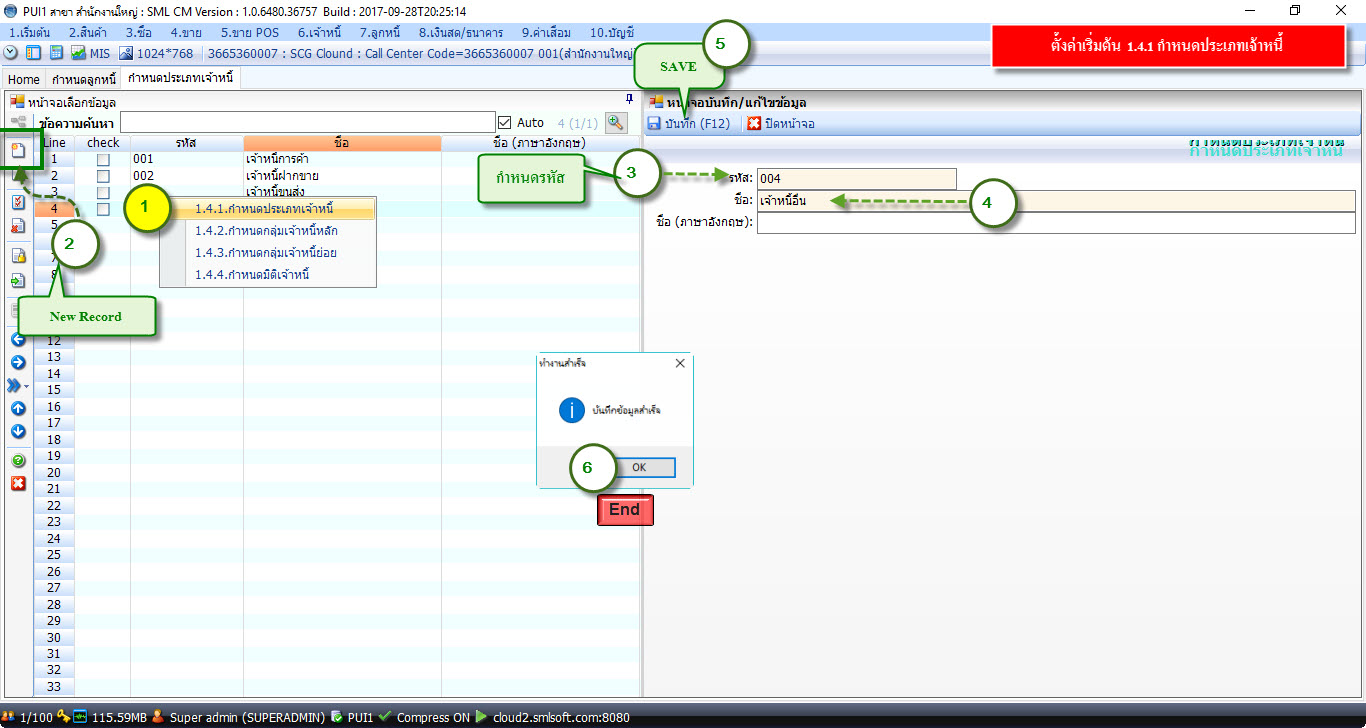 PUI1 สาขา สำนักงานใหญ่ : SML CM Version : 1.0.6480.36757 Build : 2017-09-28T20:25:14
1.เริ่มต้น 2.สินค้า 3.ซื้อ 4.ขาย 5.ขาย POS 6.เจ้าหนี้ 7.ลูกหนี้ 8.เงินสด/ธนาคาร 9.ค่าเสื่อม 10.บัญชี
MIS 1024*768 3665360007 : SCG Clound : Call Center Code=3665360007 001(สำนักงานใหญ่
ตั้งค่าเริ่มต้น 1.4.1 กำหนดประเภทเจ้าหนี้
5
SAVE
Home กำหนดลูกหนี้ กำหนดประเภทเจ้าหนี้
หน้าจอเลือกข้อมูล
หน้าจอบันทึก/แก้ไขข้อมูล
ข้อความค้นหา Auto 4 (1/1)
บันทึก (F12) ปิดหน้าจอ
Line check รหัส ชื่อ ชื่อ (ภาษาอังกฤษ)
กำหนดประเภทเจ้าหนี้
1 001 เจ้าหนี้การค้า
2 002 เจ้าหนี้ฝากขาย
3 เจ้าหนี้ขนส่ง
4
5
7
8
1
1.4.1.กำหนดประเภทเจ้าหนี้
1.4.2.กำหนดกลุ่มเจ้าหนี้หลัก
1.4.3.กำหนดกลุ่มเจ้าหนี้ย่อย
1.4.4.กำหนดมิติเจ้าหนี้
2
New Record
กำหนดรหัส
3
รหัส: 004
ชื่อ: เจ้าหนี้อื่น
4
ชื่อ (ภาษาอังกฤษ):
12
13
14
15
16
17
18
19
20
21
22
23
24
25
26
27
28
29
30
31
32
33
ทำงานสำเร็จ
บันทึกข้อมูลสำเร็จ
6
OK
End
1/100 115.59MB Super admin (SUPERADMIN) PUI1 Compress ON cloud2.smlsoft.com:8080